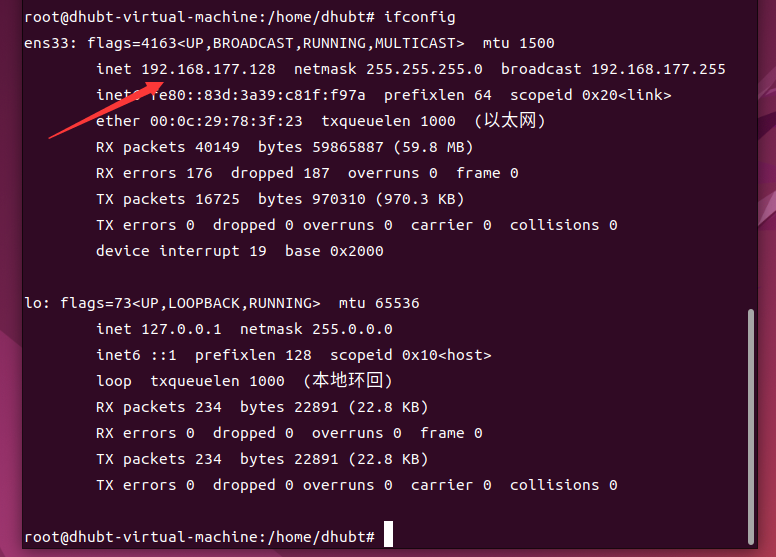 root@dhubt-virtual-machine:/home/dhubt# ifconfig
ens33: flags=4163<UP,BROADCAST,RUNNING,MULTICAST>  mtu 1500
        inet 192.168.177.128  netmask 255.255.255.0  broadcast 192.168.177.255
        inet6 fe80::83d:3a39:c81f:f97a  prefixlen 64  scopeid 0x20<link>
        ether 00:0c:29:78:3f:23  txqueuelen 1000  (以太网)
        RX packets 40149  bytes 59865887 (59.8 MB)
        RX errors 176  dropped 187  overruns 0  frame 0
        TX packets 16725  bytes 970310 (970.3 KB)
        TX errors 0  dropped 0 overruns 0  carrier 0  collisions 0
        device interrupt 19  base 0x2000
lo: flags=73<UP,LOOPBACK,RUNNING>  mtu 65536
        inet 127.0.0.1  netmask 255.0.0.0
        inet6 ::1  prefixlen 128  scopeid 0x10<host>
        loop  txqueuelen 1000  (本地环回)
        RX packets 234  bytes 22891 (22.8 KB)
        RX errors 0  dropped 0  overruns 0  frame 0
        TX packets 234  bytes 22891 (22.8 KB)
        TX errors 0  dropped 0 overruns 0  carrier 0  collisions 0
root@dhubt-virtual-machine:/home/dhubt#